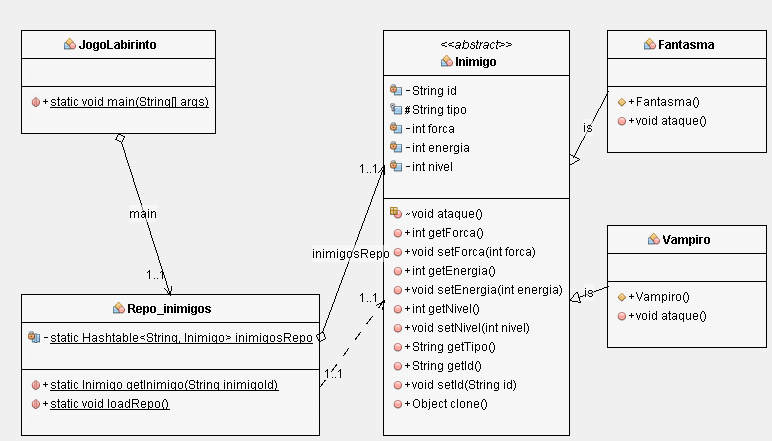 JogoLabirinto
+ static void main(String[] args)
main
1..1
Repo_inimigos
- static Hashtable<String, Inimigo> inimigosRepo
+ static Inimigo getInimigo(String inimigoId)
+ static void loadRepo()
inimigosRepo
1..1
1..1
1..1
<<abstract>>
Inimigo
- String id
# String tipo
- int forca
- int energia
- int nivel
~void ataque()
+ int getForca()
+ void setForca(int forca)
+ int getEnergia()
+void setEnergia(int energia)
+ int getNivel()
+void setNivel(int nivel)
+ String getTipo()
+ String getId()
+ void setId(String id)
+ Object clone()
is
is
Fantasma
+ Fantasma()
+void ataque()
Vampiro
+ Vampiro()
+void ataque()